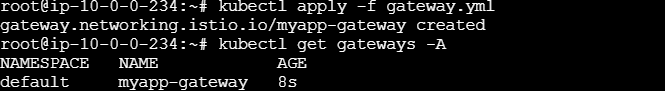 root@ip-10-0-0-234:~# kubectl apply -f gateway.yml
gateway.networking.istio.io/myapp-gateway created
root@ip-10-0-0-234:~# kubectl get gateways -A
NAMESPACE   NAME            AGE
default     myapp-gateway   8s